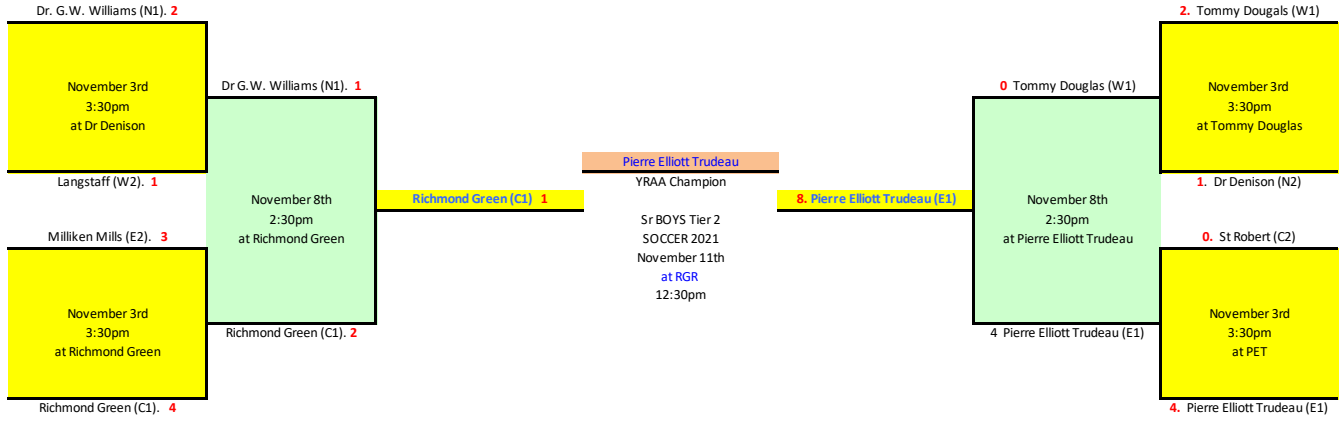 Dr. G.W. Williams (N1). 2
November 3rd
3:30pm
at Dr Denison
Langstaff (W2). 1
Milliken Mills (E2). 3
November 3rd
3:30pm
at Richmond Green
Richmond Green (C1). 4
Dr G.W. Williams (N1). 1
November 8th
2:30pm
at Richmond Green
Richmond Green (C1). 2
Richmond Green (C1) 1
Pierre Elliott Trudeau
YRAA Champion
Sr BOYS Tier 2
SOCCER 2021
November 11th
at RGR
12:30pm
8. Pierre Elliott Trudeau (E1)
0 Tommy Douglas (W1)
November 8th
2:30pm
at Pierre Elliott Trudeau
4 Pierre Elliott Trudeau (E1)
2. Tommy Dougals (W1)
November 3rd
3:30pm
at Tommy Douglas
1. Dr Denison (N2)
0. St Robert (C2)
November 3rd
3:30pm
at PET
4. Pierre Elliott Trudeau (E1)